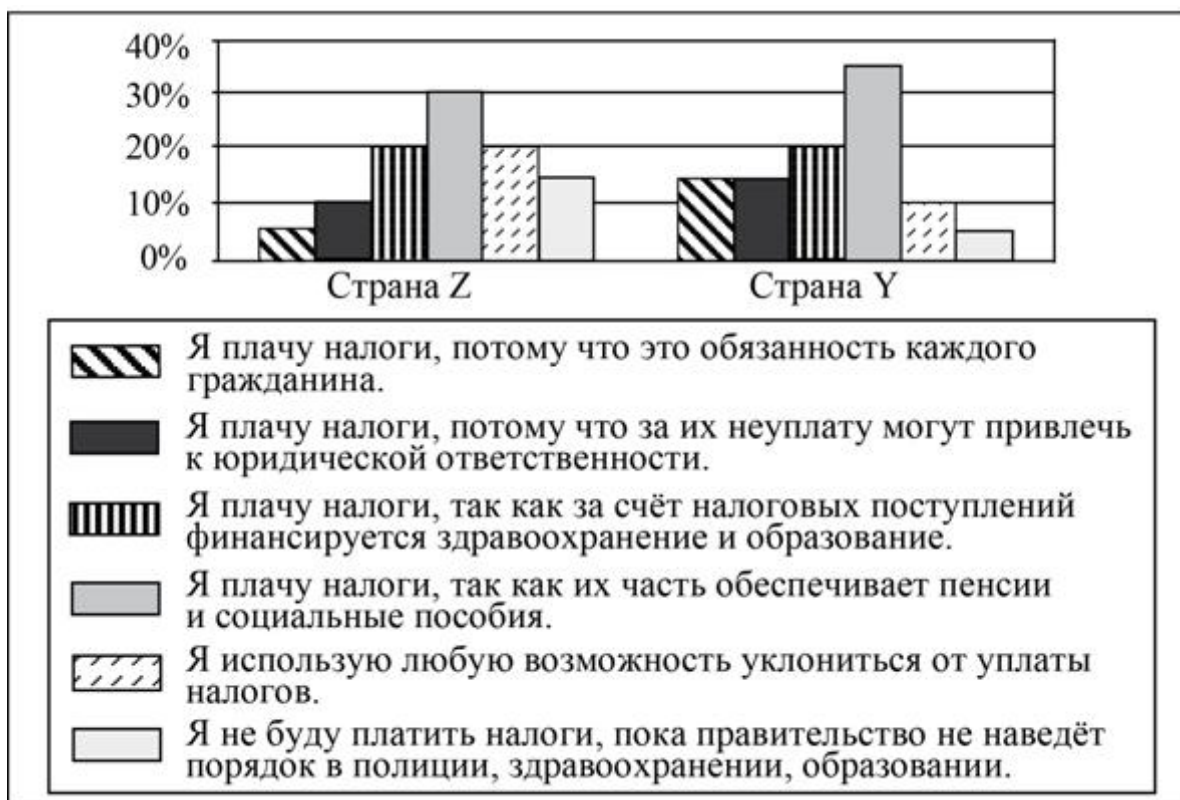 40%
30%
20%
10%
0%
Страна Z Страна Y
Я плачу налоги, потому что это обязанность каждого
гражданина.
Я плачу налоги, потому что за их неуплату могут привлечь
к юридической ответственности.
Я плачу налоги, так как за счёт налоговых поступлений
финансируется здравоохранение и образование.
Я плачу налоги, так как их часть обеспечивает пенсии
и социальные пособия.
Я использую любую возможность уклониться от уплаты
налогов.
Я не буду платить налоги, пока правительство не наведёт
порядок в полиции, здравоохранении, образовании.